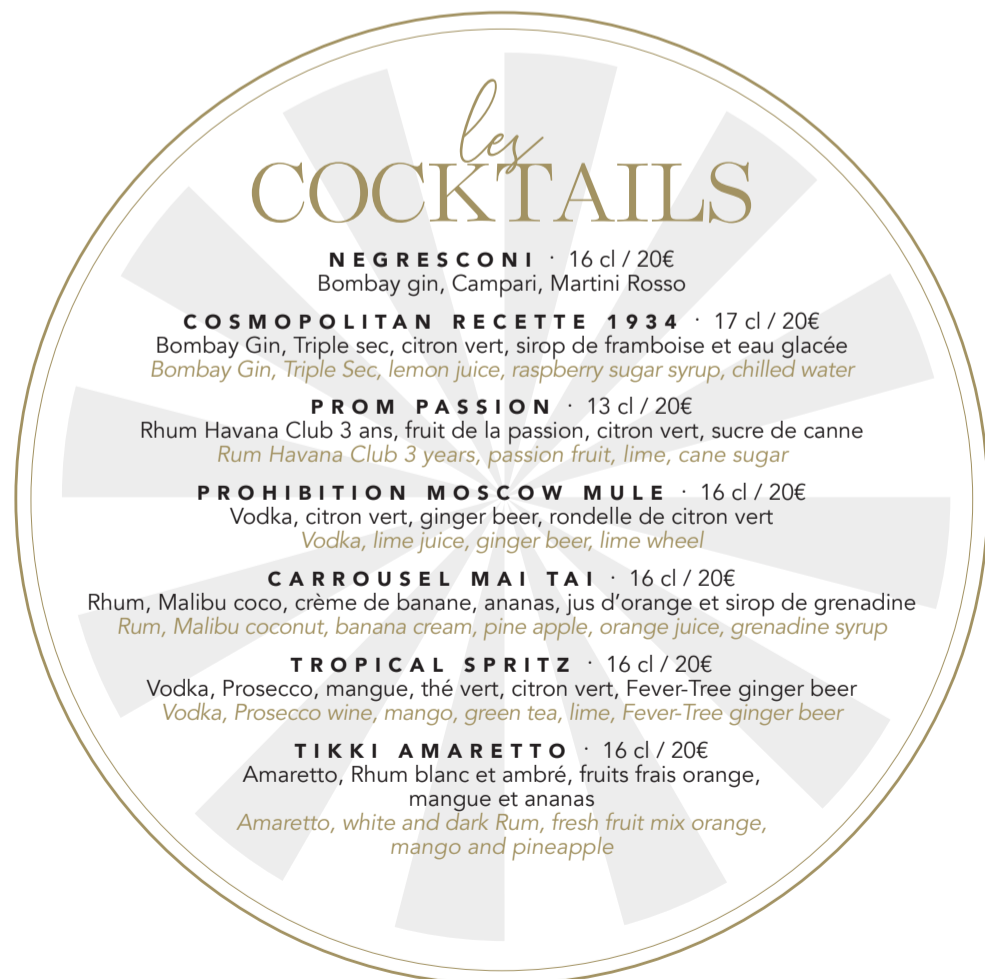 les
COCKTAILS
NEGRESCONI · 16 cl / 20€
Bombay gin, Campari, Martini Rosso
COSMOPOLITAN RECETTE 1934 · 17 cl / 20€
Bombay Gin, Triple sec, citron vert, sirop de framboise et eau glacée
Bombay Gin, Triple Sec, lemon juice, raspberry sugar syrup, chilled water
PROM PASSION · 13 cl / 20€
Rhum Havana Club 3 ans, fruit de la passion, citron vert, sucre de canne
Rum Havana Club 3 years, passion fruit, lime, cane sugar
PROHIBITION MOSCOW MULE · 16 cl / 20€
Vodka, citron vert, ginger beer, rondelle de citron vert
Vodka, lime juice, ginger beer, lime wheel
CARROUSEL MAI TAI · 16 cl / 20€
Rhum, Malibu coco, crème de banane, ananas, jus d'orange et sirop de grenadine
Rum, Malibu coconut, banana cream, pine apple, orange juice, grenadine syrup
TROPICAL SPRITZ · 16 cl / 20€
Vodka, Prosecco, mangue, thé vert, citron vert, Fever-Tree ginger beer
Vodka, Prosecco wine, mango, green tea, lime, Fever-Tree ginger beer
TIKKI AMARETTO · 16 cl / 20€
Amaretto, Rhum blanc et ambré, fruits frais orange,
mangue et ananas
Amaretto, white and dark Rum, fresh fruit mix orange,
mango and pineapple